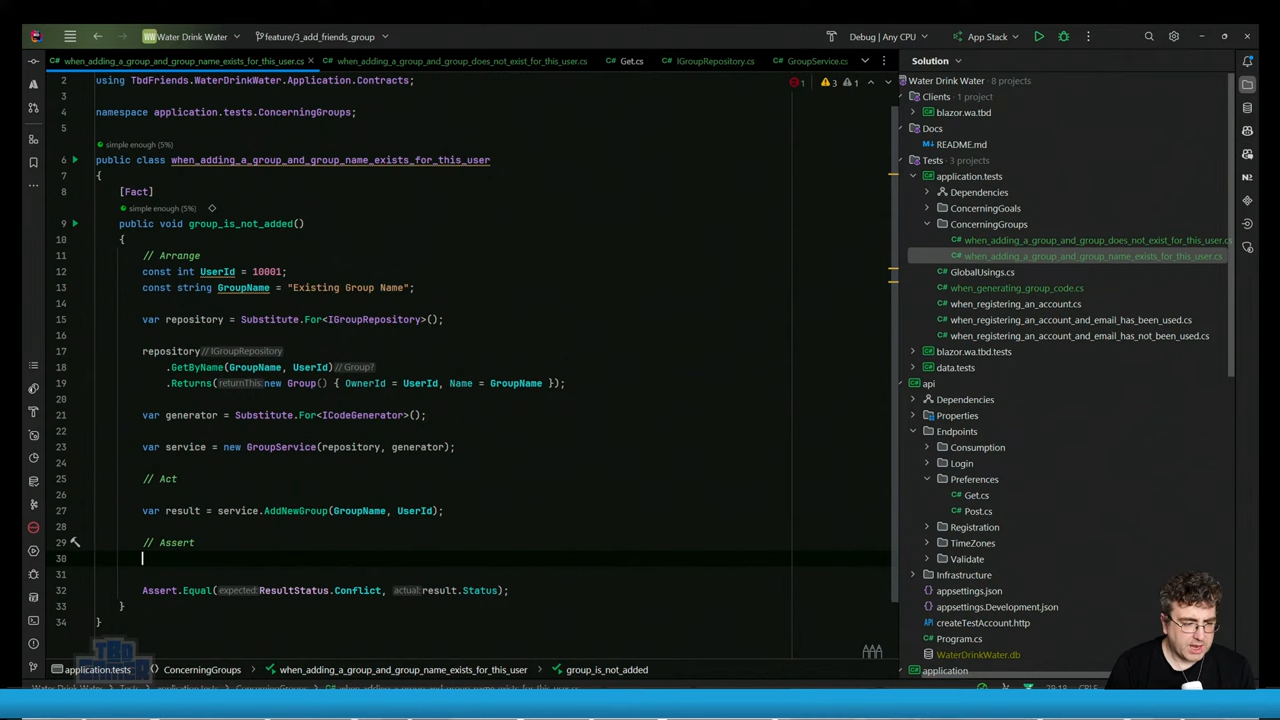 Water Drink Water
feature/3_add_friends_group
Debug | Any CPU
App Stack
when_adding_a_group_and_group_name_exists_for_this_user.cs
when_adding_a_group_and_group_does_not_exist_for_this_user.cs
Get.cs
IGroupRepository.cs
GroupService.cs
Solution
2 using TbdFriends.WaterDrinkWater.Application.Contracts;
1 3 1
3
4 namespace application.tests.ConcerningGroups;
5
simple enough (5%)
6 public class when_adding_a_group_and_group_name_exists_for_this_user
7 {
8 [Fact]
simple enough (5%)
9 public void group_is_not_added()
10 {
11 // Arrange
12 const int UserId = 10001;
13 const string GroupName = "Existing Group Name";
14
15 var repository = Substitute.For<IGroupRepository>();
16
17 repository // IGroupRepository
18 .GetByName(GroupName, UserId) // Group?
19 .Returns( returnThis: new Group() { OwnerId = UserId, Name = GroupName });
20
21 var generator = Substitute.For<ICodeGenerator>();
22
23 var service = new GroupService(repository, generator);
24
25 // Act
26
27 var result = service.AddNewGroup(GroupName, UserId);
28
29 // Assert
30
31
32 Assert.Equal( expected: ResultStatus.Conflict, actual: result.Status);
33 }
34 }
Water Drink Water 8 projects
Clients 1 project
blazor.wa.tbd
Docs
README.md
Tests 3 projects
application.tests
Dependencies
ConcerningGoals
ConcerningGroups
when_adding_a_group_and_group_does_not_exist_for_this_user.cs
when_adding_a_group_and_group_name_exists_for_this_user.cs
GlobalUsings.cs
when_generating_group_code.cs
when_registering_an_account.cs
when_registering_an_account_and_email_has_been_used.cs
when_registering_an_account_and_email_has_not_been_used.cs
blazor.wa.tbd.tests
data.tests
api
Dependencies
Properties
Endpoints
Consumption
Login
Preferences
Get.cs
Post.cs
Registration
TimeZones
Validate
Infrastructure
appsettings.json
appsettings.Development.json
createTestAccount.http
Program.cs
WaterDrinkWater.db
application
TBD
application.tests
ConcerningGroups
when_adding_a_group_and_group_name_exists_for_this_user
group_is_not_added